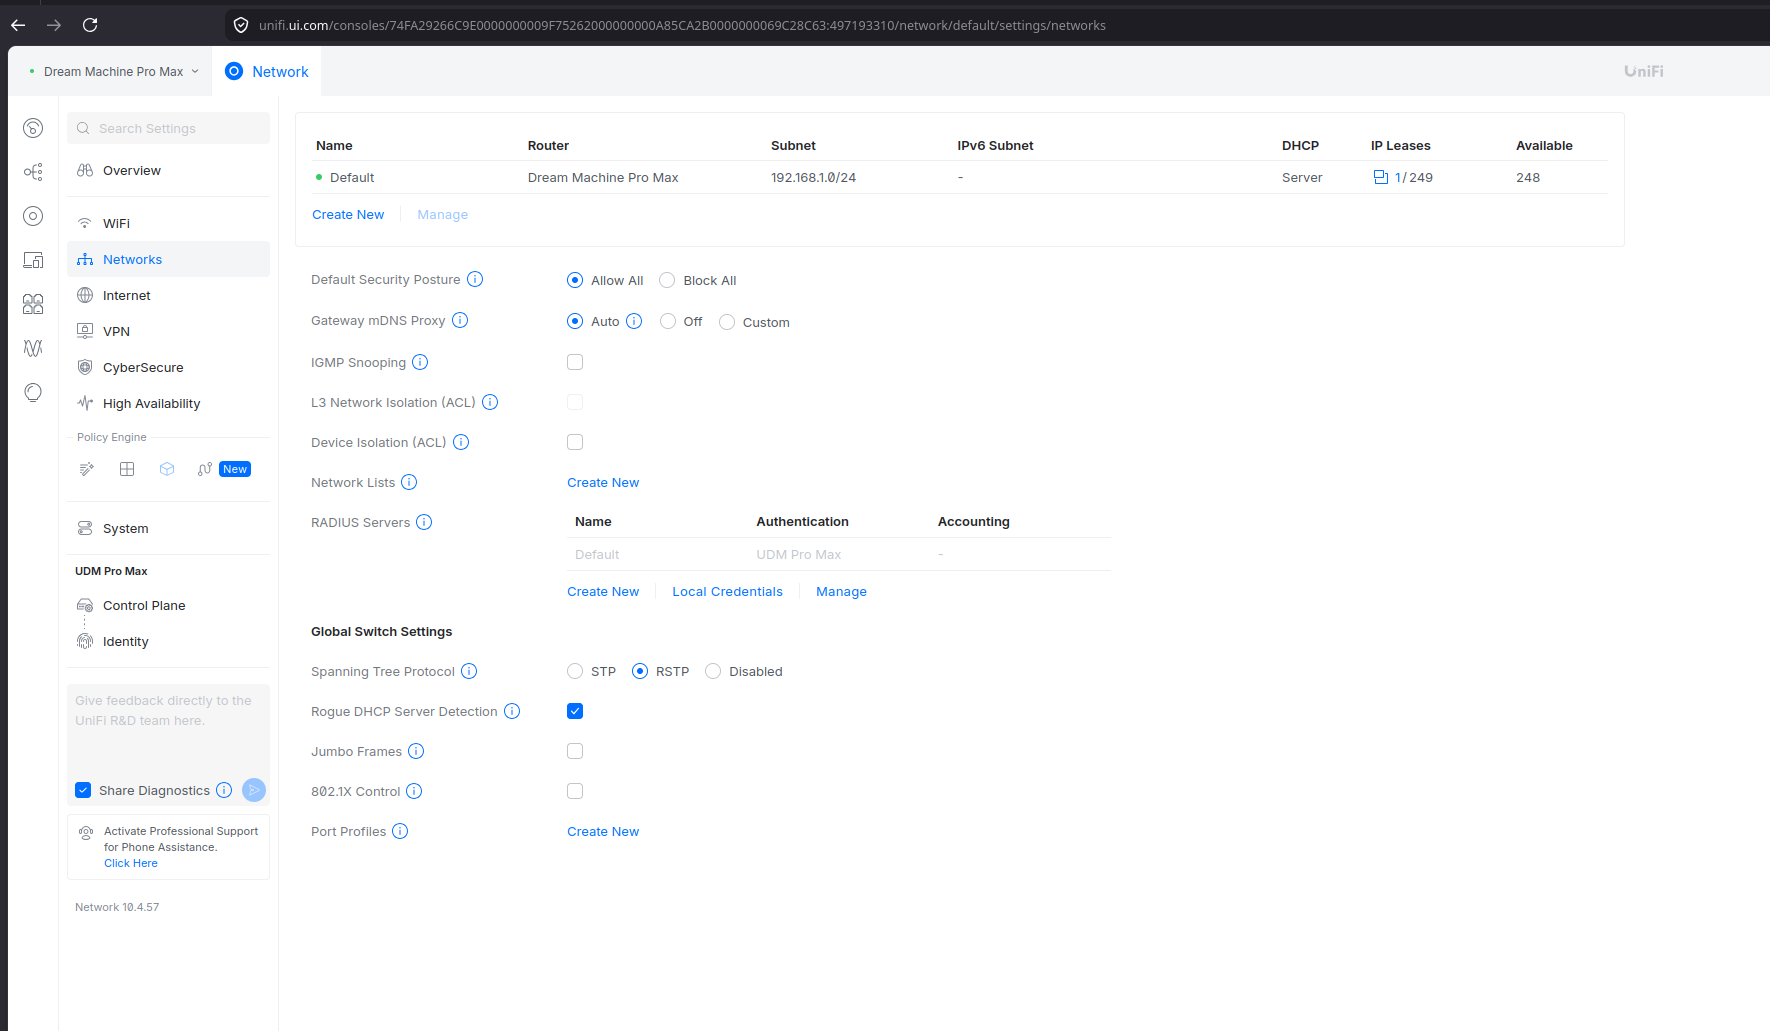 unifi.ui.com/consoles/74FA29266C9E0000000009F75262000000000A85CA2B0000000069C28C63:497193310/network/default/settings/networks
Dream Machine Pro Max
Network
UniFi
Search Settings
Overview
WiFi
Networks
Internet
VPN
CyberSecure
High Availability
Policy Engine
New
System
UDM Pro Max
Control Plane
Identity
Give feedback directly to the
UniFi R&D team here.
Share Diagnostics
Activate Professional Support
for Phone Assistance.
Click Here
Network 10.4.57
Name Router Subnet IPv6 Subnet DHCP IP Leases Available
Default Dream Machine Pro Max 192.168.1.0/24 - Server 1/249 248
Create New Manage
Default Security Posture Allow All Block All
Gateway mDNS Proxy Auto Off Custom
IGMP Snooping
L3 Network Isolation (ACL)
Device Isolation (ACL)
Network Lists Create New
RADIUS Servers Name Authentication Accounting
Default UDM Pro Max -
Create New Local Credentials Manage
Global Switch Settings
Spanning Tree Protocol STP RSTP Disabled
Rogue DHCP Server Detection
Jumbo Frames
802.1X Control
Port Profiles Create New